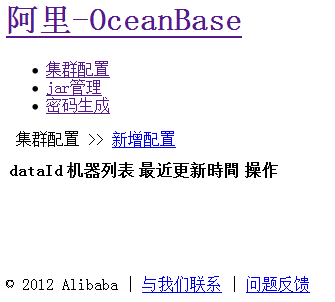 阿里-OceanBase
集群配置
jar管理
密码生成
集群配置 >> 新增配置
dataId 机器列表 最近更新時間 操作
© 2012 Alibaba | 与我们联系 | 问题反馈